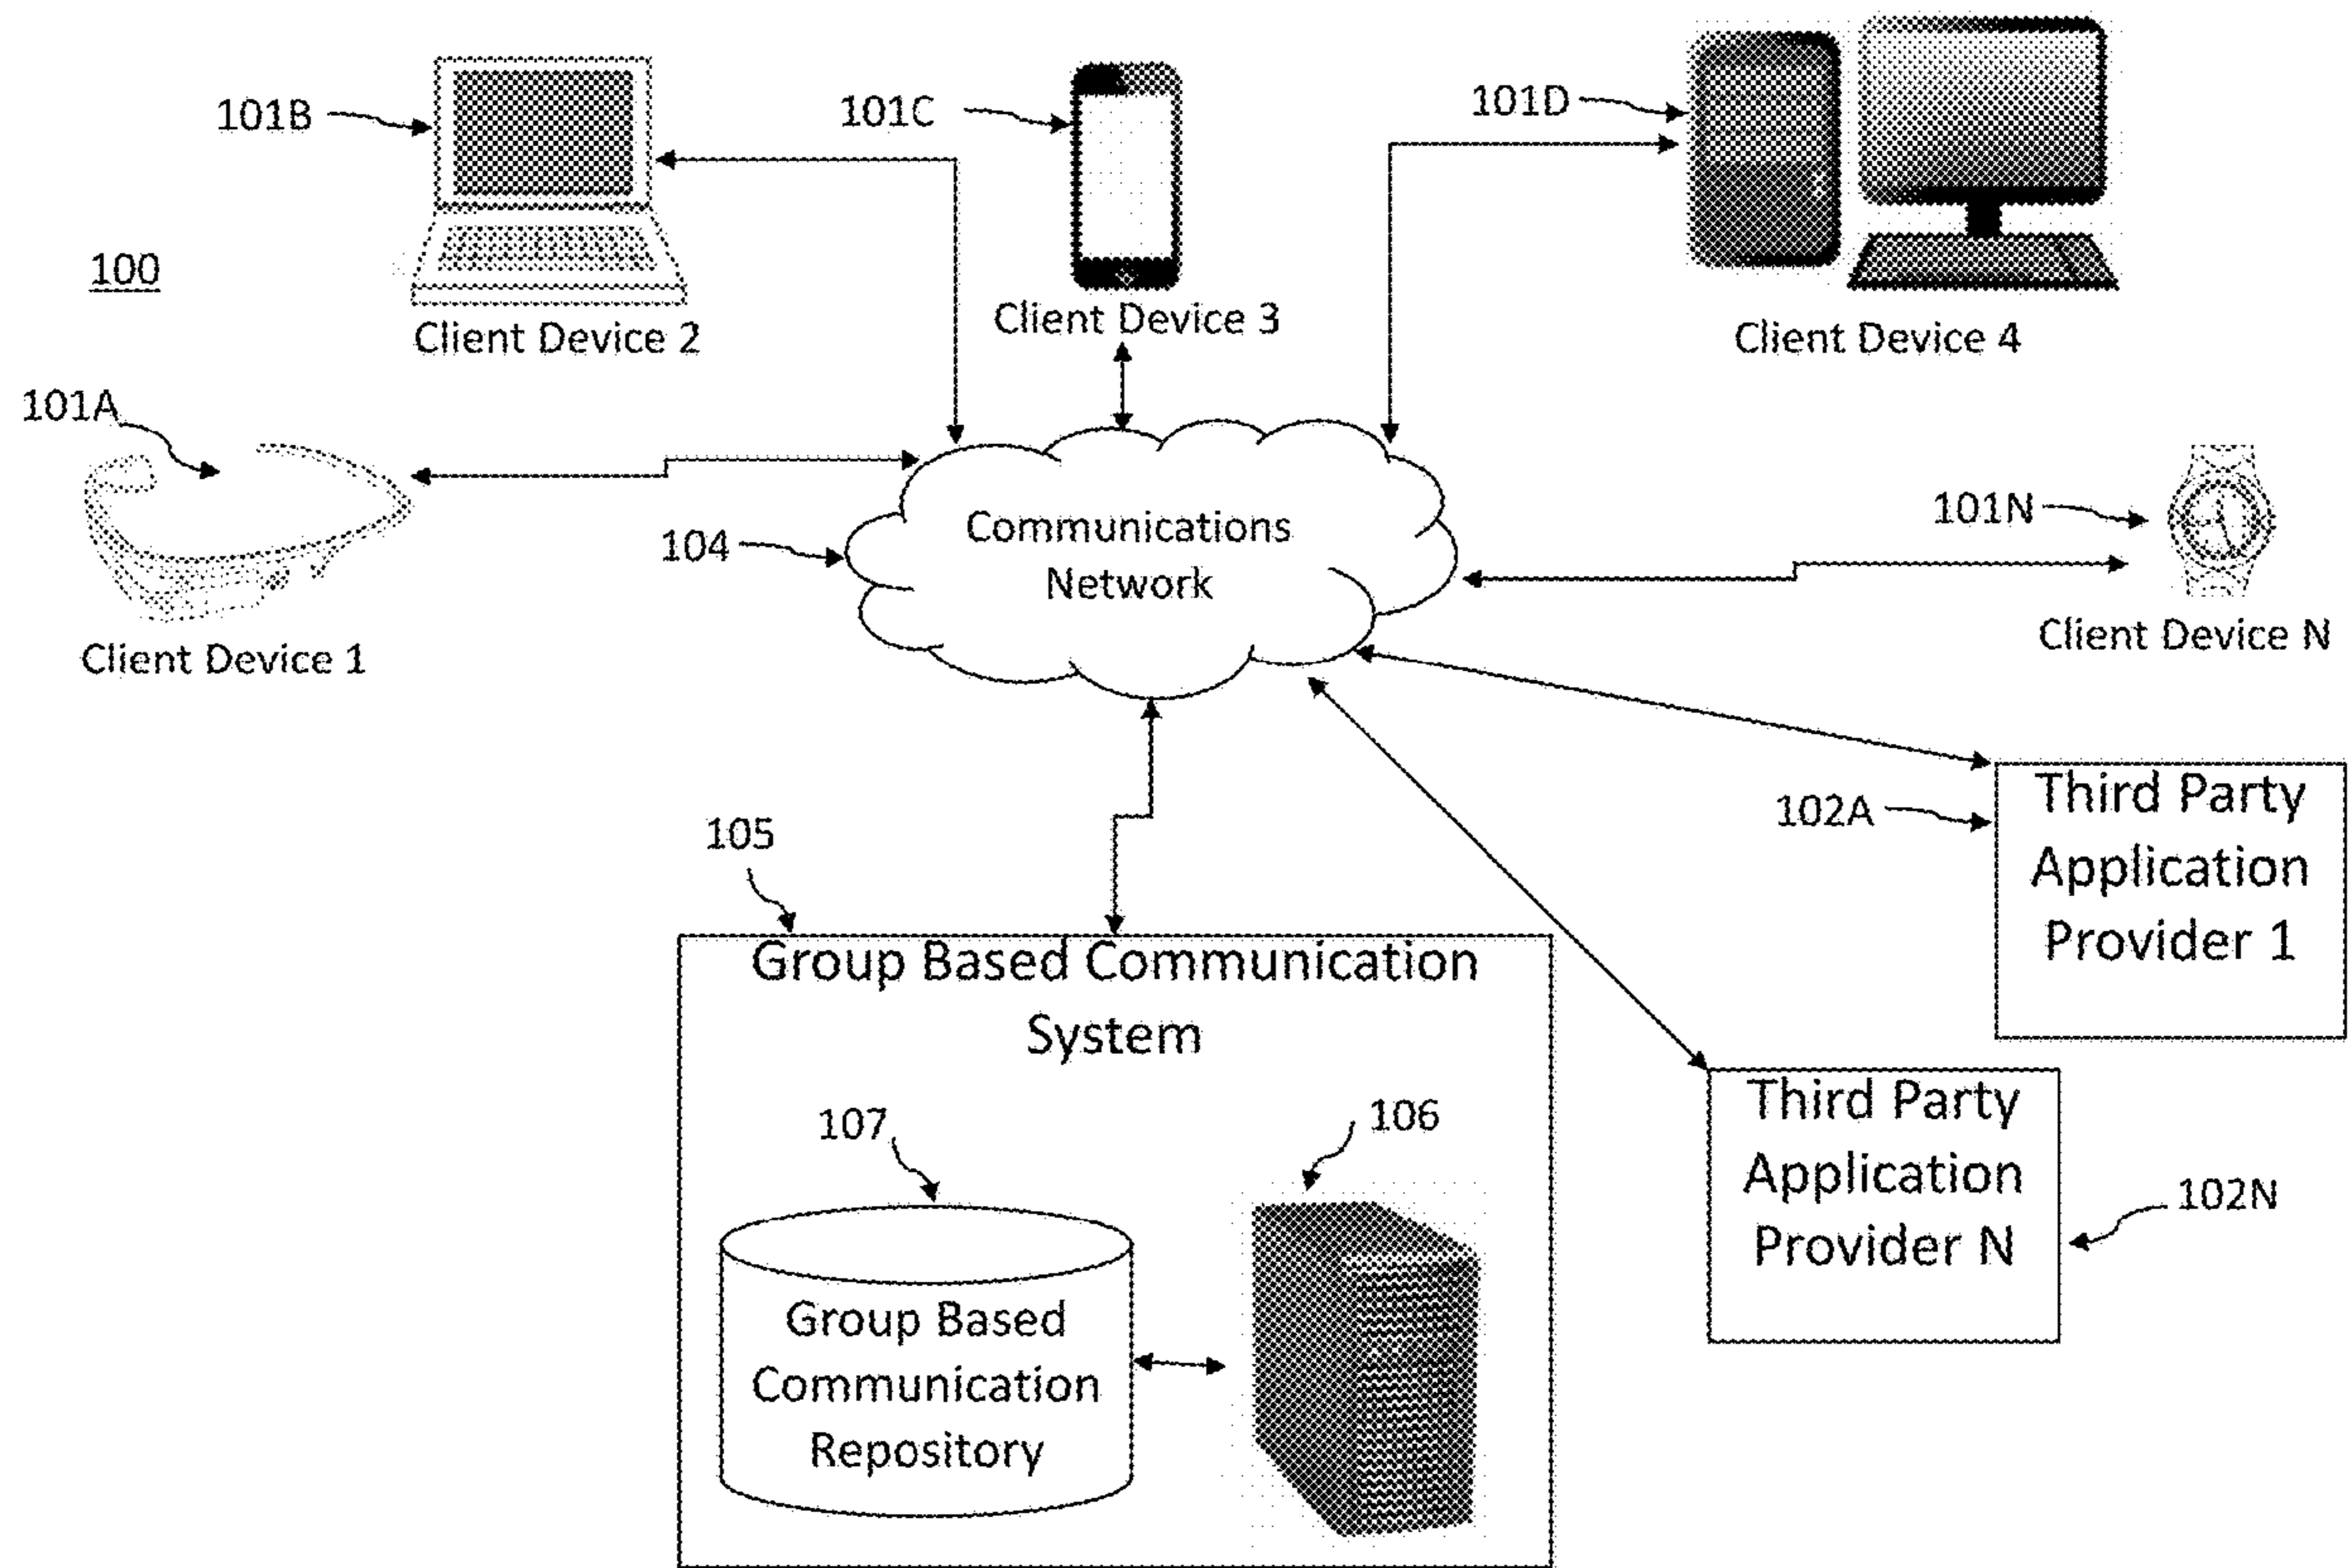 101B
101C
101D
100
Client Device 2
Client Device 3
Client Device 4
101A
Client Device 1
104
Communications
Network
101N
Client Device N
102A
Third Party
Application
Provider 1
105
Group Based Communication
System
107
106
Group Based
Communication
Repository
Third Party
Application
Provider N
102N